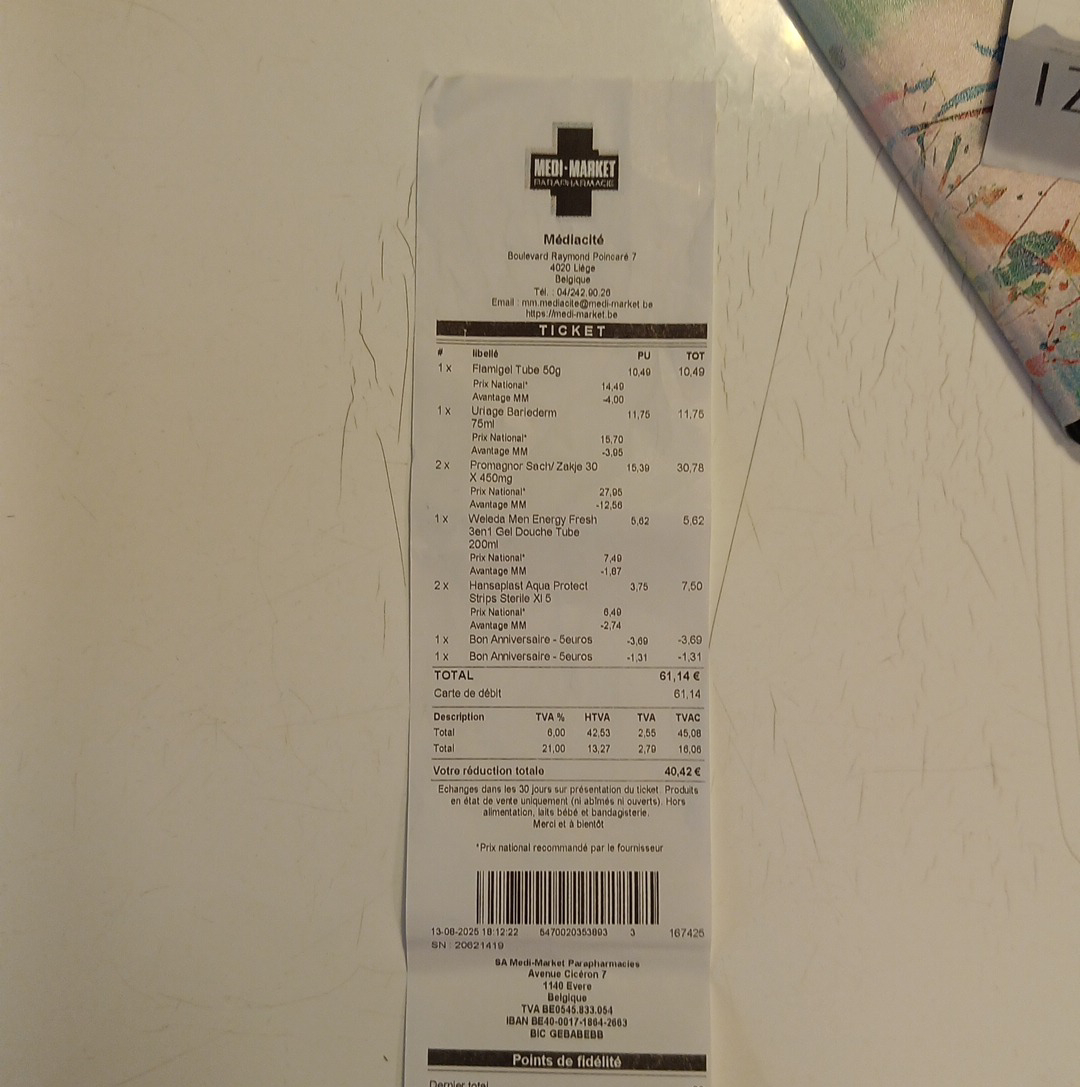 IZ
MEDI-MARKET
PARAPHARMACIE
Médiacité
Boulevard Raymond Poincaré 7
4020 Liège
Belgique
Tél. : 04/242.90.26
Email : mm.mediacite@medi-market.be
https://medi-market.be
TICKET
# libellé PU TOT
1 x Flamigel Tube 50g 10,49 10,49
Prix National* 14,49
Avantage MM -4,00
1 x Uriage Bariederm 11,75 11,75
75ml
Prix National* 15,70
Avantage MM -3,95
2 x Promagnor Sach/ Zakje 30 15,39 30,78
X 450mg
Prix National* 27,95
Avantage MM -12,56
1 x Weleda Men Energy Fresh 5,62 5,62
3en1 Gel Douche Tube
200ml
Prix National* 7,49
Avantage MM -1,87
2 x Hansaplast Aqua Protect 3,75 7,50
Strips Sterile Xl 5
Prix National* 6,49
Avantage MM -2,74
1 x Bon Anniversaire - 5euros -3,69 -3,69
1 x Bon Anniversaire - 5euros -1,31 -1,31
TOTAL 61,14 €
Carte de débit 61,14
Description TVA % HTVA TVA TVAC
Total 6,00 42,53 2,55 45,08
Total 21,00 13,27 2,79 16,06
Votre réduction totale 40,42 €
Echanges dans les 30 jours sur présentation du ticket. Produits
en état de vente uniquement (ni abîmés ni ouverts). Hors
alimentation, laits bébé et bandagisterie.
Merci et à bientôt
*Prix national recommandé par le fournisseur
13-08-2025 18:12:22 5470020353893 3 167425
SN : 20621419
SA Medi-Market Parapharmacies
Avenue Cicéron 7
1140 Evere
Belgique
TVA BE0545.833.054
IBAN BE40-0017-1864-2663
BIC GEBABEBB
Points de fidélité
Dernier total